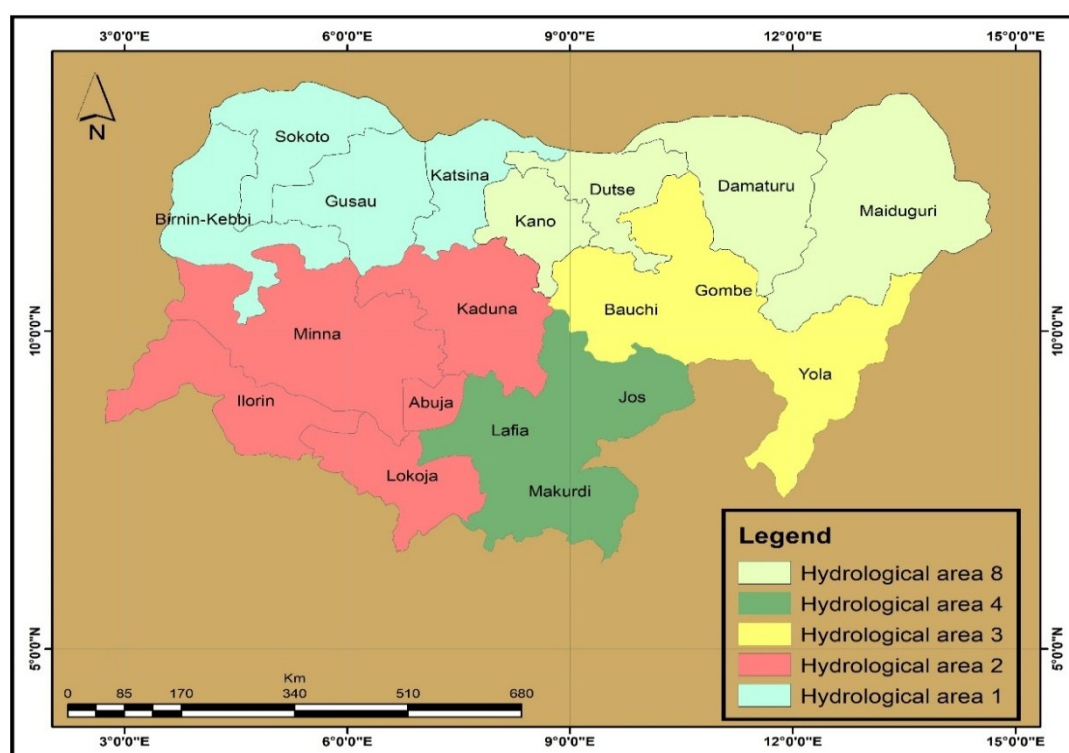 3°0'0"E 6°0'0"E 9°0'0"E 12°0'0"E 15°0'0"E
N
Sokoto
Katsina
Gusau
Birnin-Kebbi
Dutse
Damaturu
Kano
Maiduguri
Gombe
Bauchi
Kaduna
Minna
10°0'0"N
10°0'0"N
Yola
Ilorin
Abuja
Jos
Lafia
Lokoja
Makurdi
Legend
Hydrological area 8
Hydrological area 4
Hydrological area 3
Hydrological area 2
Hydrological area 1
5°0'0"N
5°0'0"N
Km
0 85 170 340 510 680
3°0'0"E 6°0'0"E 9°0'0"E 12°0'0"E 15°0'0"E